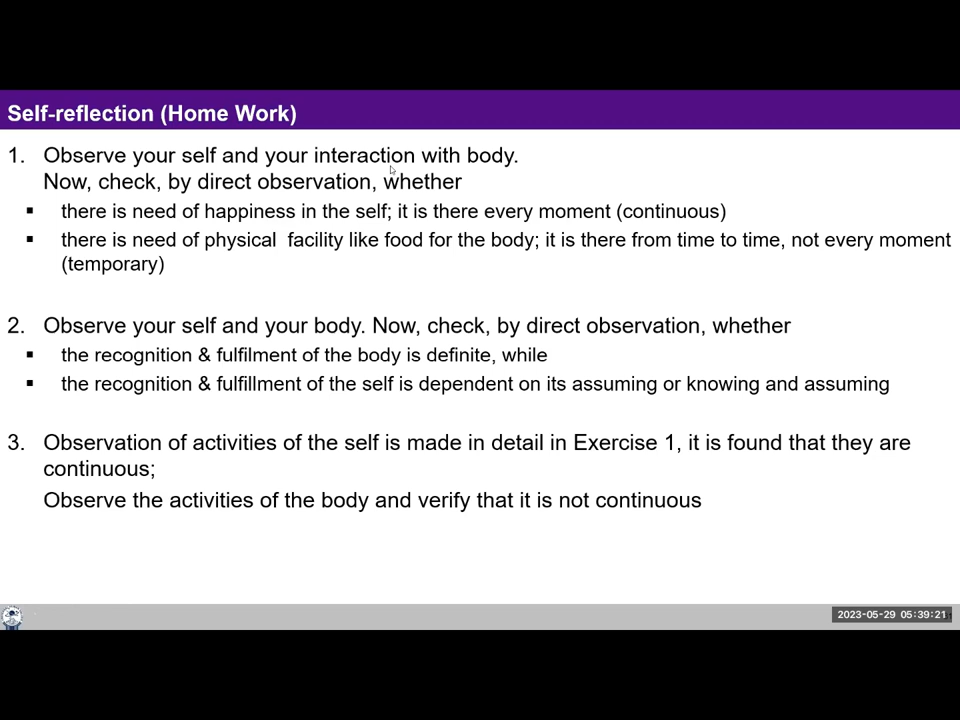 Self-reflection (Home Work)
1. Observe your self and your interaction with body.
Now, check, by direct observation, whether
▪ there is need of happiness in the self; it is there every moment (continuous)
▪ there is need of physical facility like food for the body; it is there from time to time, not every moment
(temporary)
2. Observe your self and your body. Now, check, by direct observation, whether
▪ the recognition & fulfilment of the body is definite, while
▪ the recognition & fulfillment of the self is dependent on its assuming or knowing and assuming
3. Observation of activities of the self is made in detail in Exercise 1, it is found that they are
continuous;
Observe the activities of the body and verify that it is not continuous
2023-05-29 05:39:21